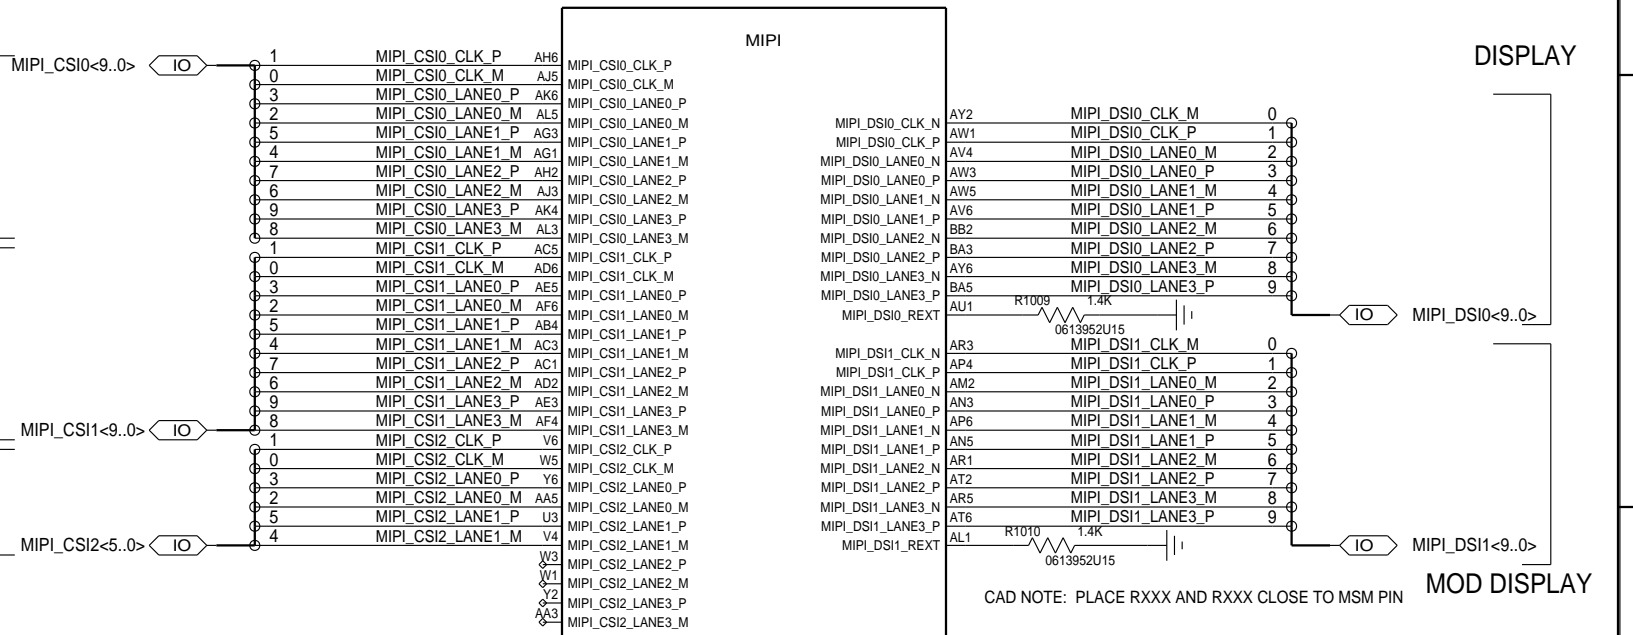 MIPI
DISPLAY
MIPI_CSI0<9..0> IO
1 MIPI_CSI0_CLK_P AH6 MIPI_CSI0_CLK_P
0 MIPI_CSI0_CLK_M AJ5 MIPI_CSI0_CLK_M
3 MIPI_CSI0_LANE0_P AK6 MIPI_CSI0_LANE0_P
2 MIPI_CSI0_LANE0_M AL5 MIPI_CSI0_LANE0_M
5 MIPI_CSI0_LANE1_P AG3 MIPI_CSI0_LANE1_P
4 MIPI_CSI0_LANE1_M AG1 MIPI_CSI0_LANE1_M
7 MIPI_CSI0_LANE2_P AH2 MIPI_CSI0_LANE2_P
6 MIPI_CSI0_LANE2_M AJ3 MIPI_CSI0_LANE2_M
9 MIPI_CSI0_LANE3_P AK4 MIPI_CSI0_LANE3_P
8 MIPI_CSI0_LANE3_M AL3 MIPI_CSI0_LANE3_M
1 MIPI_CSI1_CLK_P AC5 MIPI_CSI1_CLK_P
0 MIPI_CSI1_CLK_M AD6 MIPI_CSI1_CLK_M
3 MIPI_CSI1_LANE0_P AE5 MIPI_CSI1_LANE0_P
2 MIPI_CSI1_LANE0_M AF6 MIPI_CSI1_LANE0_M
5 MIPI_CSI1_LANE1_P AB4 MIPI_CSI1_LANE1_P
4 MIPI_CSI1_LANE1_M AC3 MIPI_CSI1_LANE1_M
7 MIPI_CSI1_LANE2_P AC1 MIPI_CSI1_LANE2_P
6 MIPI_CSI1_LANE2_M AD2 MIPI_CSI1_LANE2_M
9 MIPI_CSI1_LANE3_P AE3 MIPI_CSI1_LANE3_P
8 MIPI_CSI1_LANE3_M AF4 MIPI_CSI1_LANE3_M
MIPI_CSI1<9..0> IO
1 MIPI_CSI2_CLK_P V6 MIPI_CSI2_CLK_P
0 MIPI_CSI2_CLK_M W5 MIPI_CSI2_CLK_M
3 MIPI_CSI2_LANE0_P Y6 MIPI_CSI2_LANE0_P
2 MIPI_CSI2_LANE0_M AA5 MIPI_CSI2_LANE0_M
5 MIPI_CSI2_LANE1_P U3 MIPI_CSI2_LANE1_P
4 MIPI_CSI2_LANE1_M V4 MIPI_CSI2_LANE1_M
MIPI_CSI2<5..0> IO
W3 MIPI_CSI2_LANE2_P
W1 MIPI_CSI2_LANE2_M
Y2 MIPI_CSI2_LANE3_P
AA3 MIPI_CSI2_LANE3_M
MIPI_DSI0_CLK_N AY2 MIPI_DSI0_CLK_M 0
MIPI_DSI0_CLK_P AW1 MIPI_DSI0_CLK_P 1
MIPI_DSI0_LANE0_N AV4 MIPI_DSI0_LANE0_M 2
MIPI_DSI0_LANE0_P AW3 MIPI_DSI0_LANE0_P 3
MIPI_DSI0_LANE1_N AW5 MIPI_DSI0_LANE1_M 4
MIPI_DSI0_LANE1_P AV6 MIPI_DSI0_LANE1_P 5
MIPI_DSI0_LANE2_N BB2 MIPI_DSI0_LANE2_M 6
MIPI_DSI0_LANE2_P BA3 MIPI_DSI0_LANE2_P 7
MIPI_DSI0_LANE3_N AY6 MIPI_DSI0_LANE3_M 8
MIPI_DSI0_LANE3_P BA5 MIPI_DSI0_LANE3_P 9
MIPI_DSI0_REXT AU1 R1009 1.4K
0613952U15
IO MIPI_DSI0<9..0>
MIPI_DSI1_CLK_N AR3 MIPI_DSI1_CLK_M 0
MIPI_DSI1_CLK_P AP4 MIPI_DSI1_CLK_P 1
MIPI_DSI1_LANE0_N AM2 MIPI_DSI1_LANE0_M 2
MIPI_DSI1_LANE0_P AN3 MIPI_DSI1_LANE0_P 3
MIPI_DSI1_LANE1_N AP6 MIPI_DSI1_LANE1_M 4
MIPI_DSI1_LANE1_P AN5 MIPI_DSI1_LANE1_P 5
MIPI_DSI1_LANE2_N AR1 MIPI_DSI1_LANE2_M 6
MIPI_DSI1_LANE2_P AT2 MIPI_DSI1_LANE2_P 7
MIPI_DSI1_LANE3_N AR5 MIPI_DSI1_LANE3_M 8
MIPI_DSI1_LANE3_P AT6 MIPI_DSI1_LANE3_P 9
MIPI_DSI1_REXT AL1 R1010 1.4K
0613952U15
IO MIPI_DSI1<9..0>
MOD DISPLAY
CAD NOTE: PLACE RXXX AND RXXX CLOSE TO MSM PIN